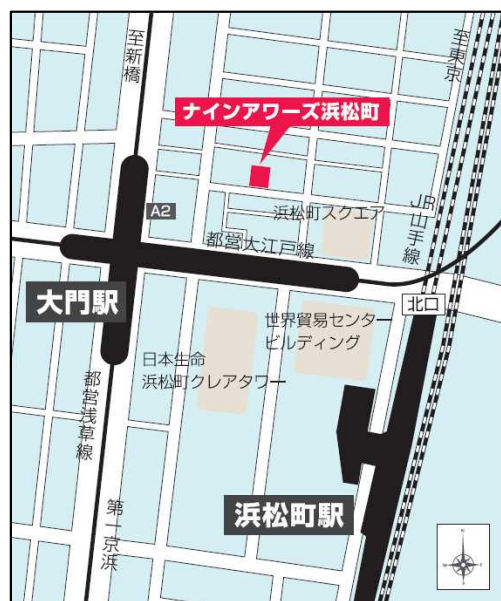 至新橋
至東京
ナインアワーズ浜松町
JR山手線
A2
浜松町スクエア
都営大江戸線
北口
大門駅
世界貿易センター
ビルディング
日本生命
浜松町クレアタワー
都営浅草線
浜松町駅
第一京浜